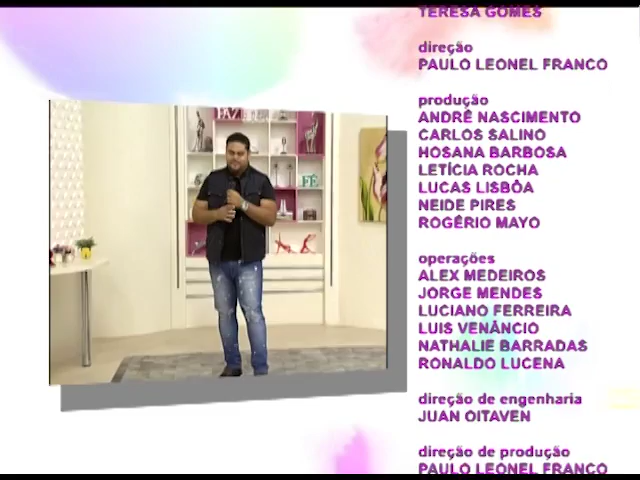 TERESA GOMES
direção
PAULO LEONEL FRANCO
produção
ANDRÉ NASCIMENTO
CARLOS SALINO
HOSANA BARBOSA
LETÍCIA ROCHA
LUCAS LISBÔA
NEIDE PIRES
ROGÉRIO MAYO
operações
ALEX MEDEIROS
JORGE MENDES
LUCIANO FERREIRA
LUIS VENÂNCIO
NATHALIE BARRADAS
RONALDO LUCENA
direção de engenharia
JUAN OITAVEN
direção de produção
PAULO LEONEL FRANCO
FAZENDA
FÉ